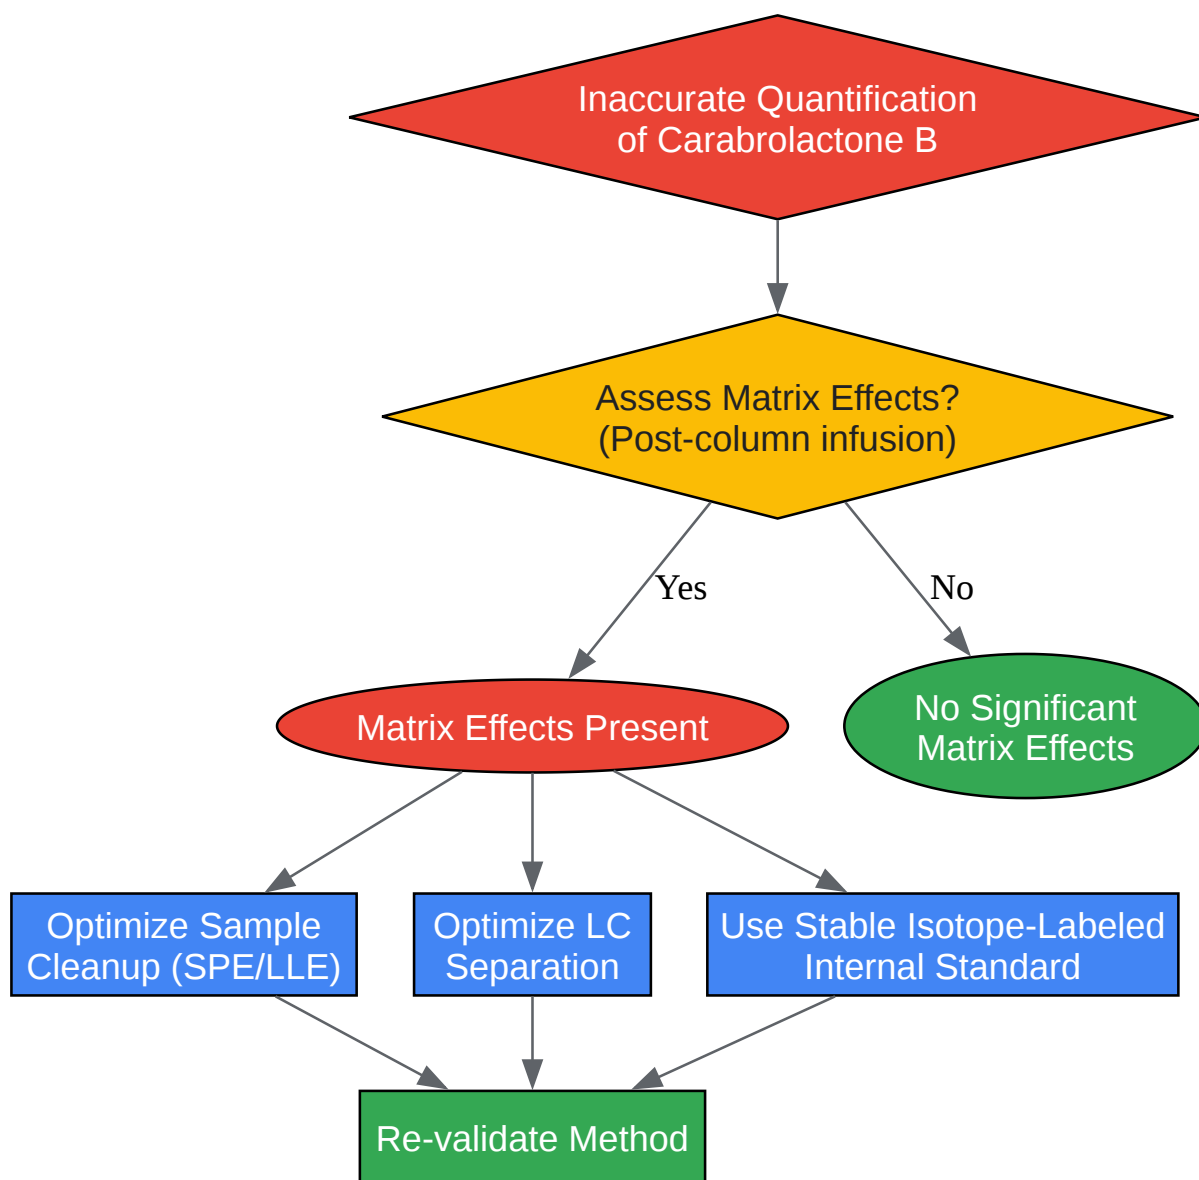 Inaccurate Quantification
of Carabrolactone B
Assess Matrix Effects?
(Post-column infusion)
Yes
No
Matrix Effects Present
No Significant
Matrix Effects
Optimize Sample
Cleanup (SPE/LLE)
Optimize LC
Separation
Use Stable Isotope-Labeled
Internal Standard
Re-validate Method